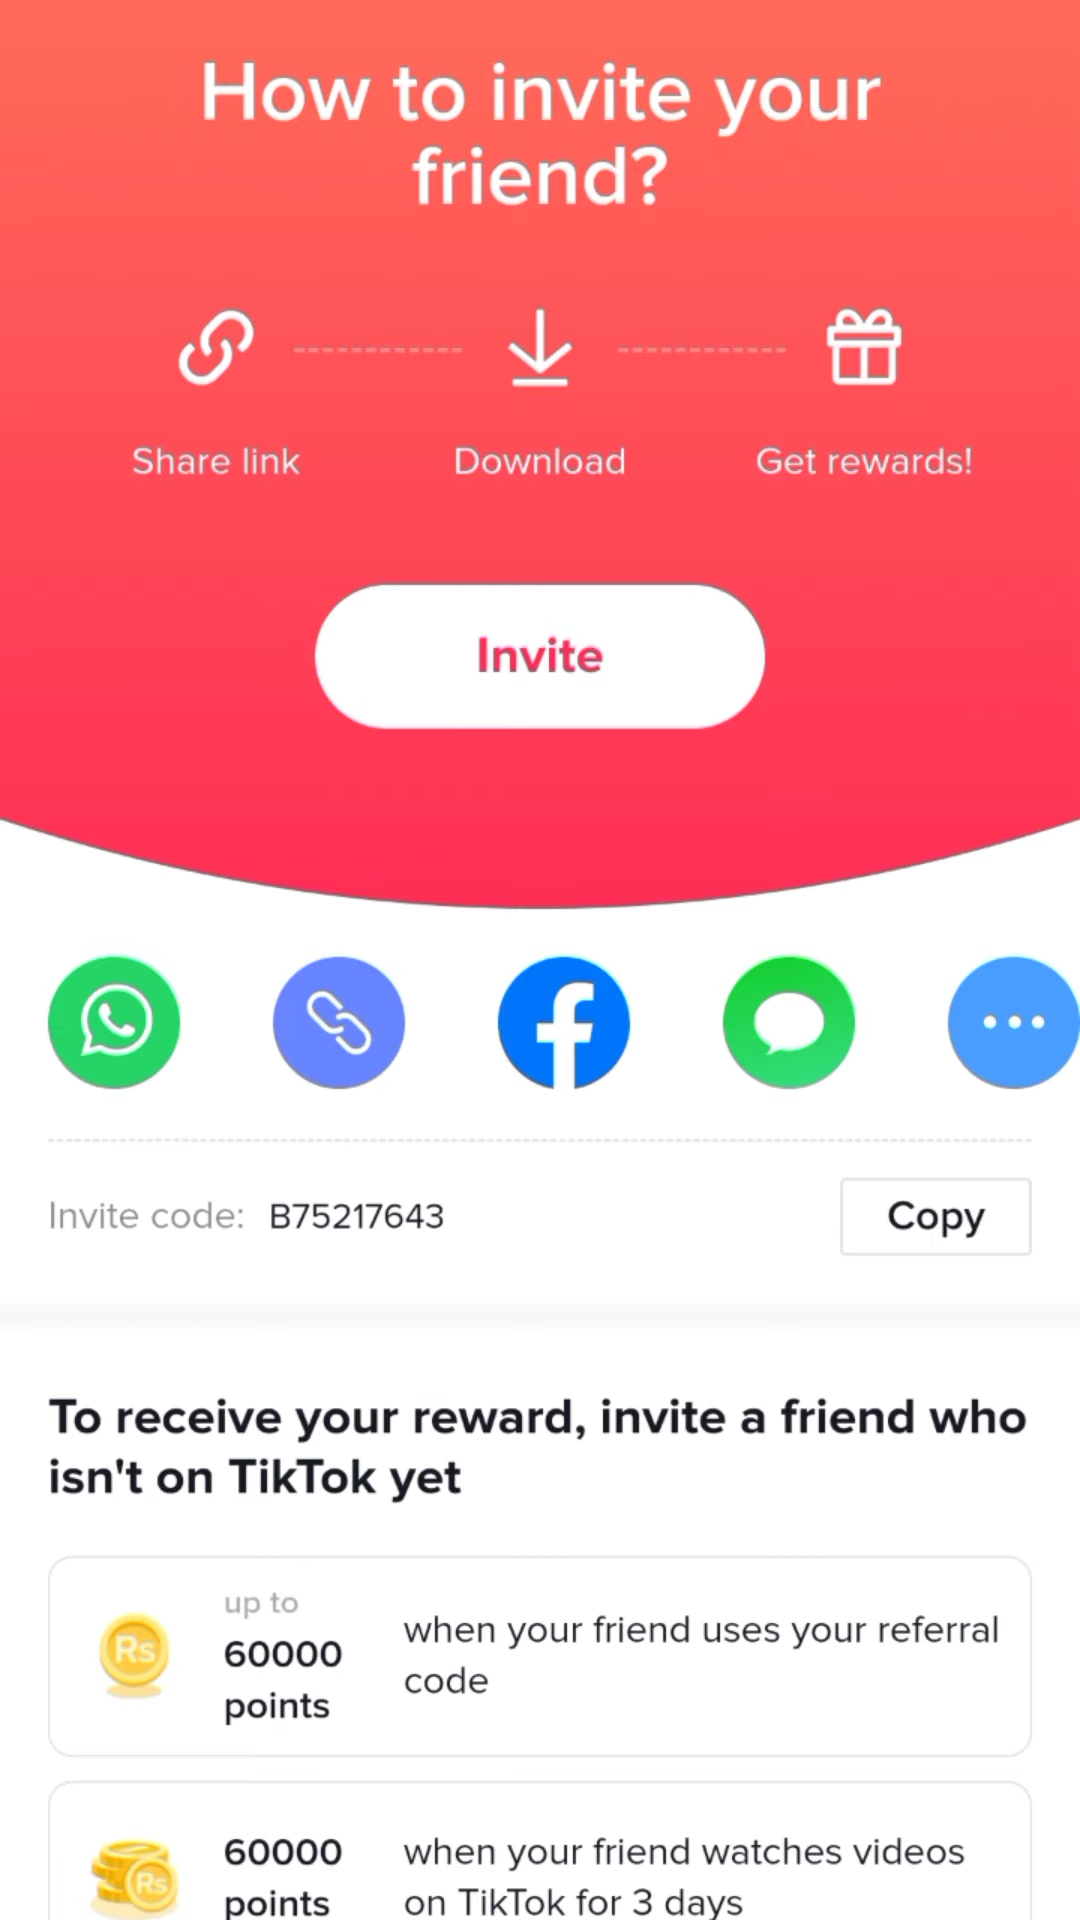 How to invite your
friend?
Share link
Download
Get rewards!
Invite
Invite code: B75217643
Copy
To receive your reward, invite a friend who
isn't on TikTok yet
Rs
up to
60000
points
when your friend uses your referral
code
Rs
60000
points
when your friend watches videos
on TikTok for 3 days